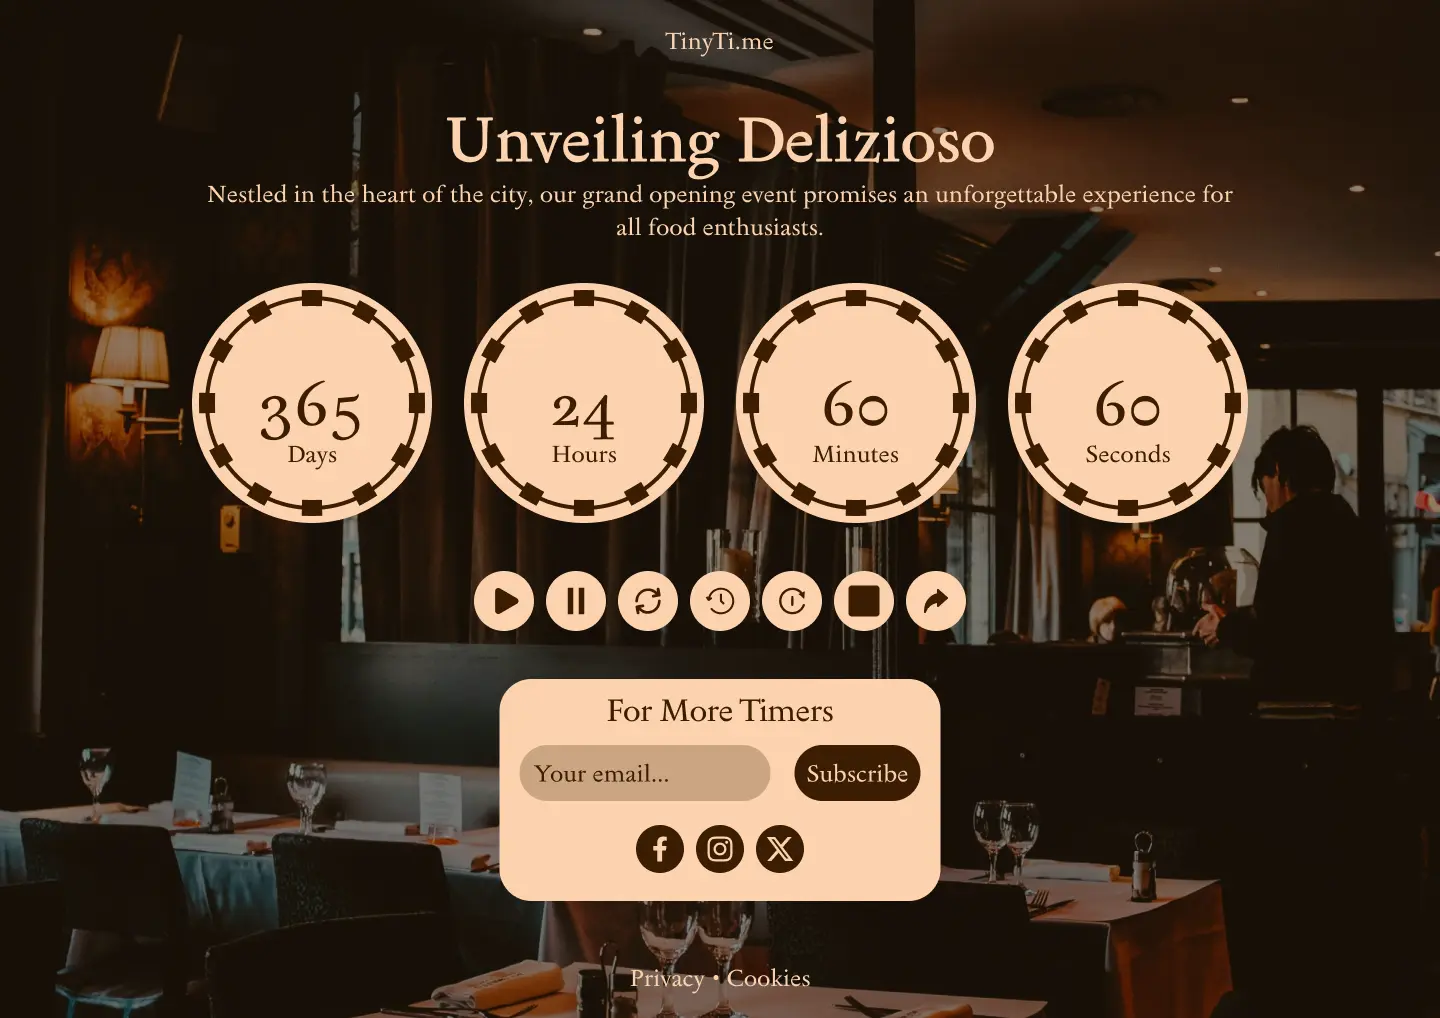 TinyTi.me
Unveiling Delizioso
Nestled in the heart of the city, our grand opening event promises an unforgettable experience for
all food enthusiasts.
365
Days
24
Hours
60
Minutes
60
Seconds
For More Timers
Your email...
Subscribe
Privacy • Cookies